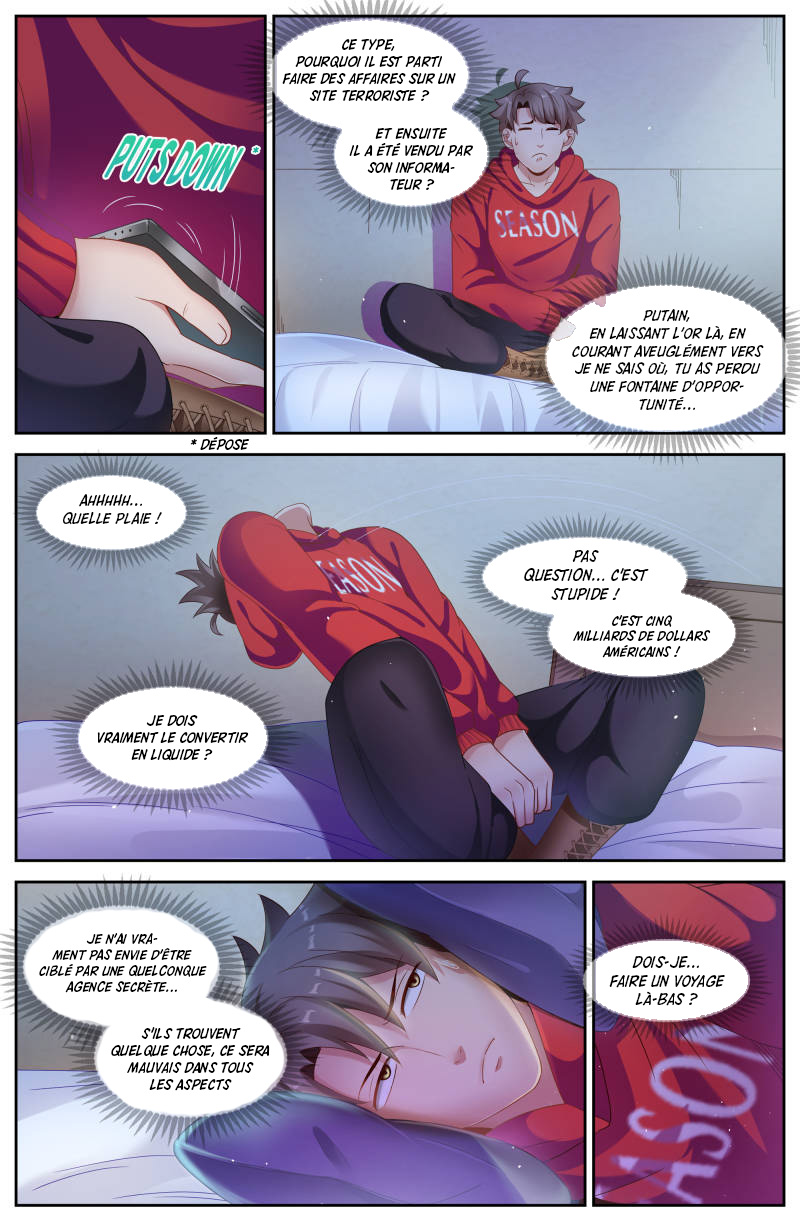 PUTS DOWN *
* DÉPOSE
CE TYPE,
POURQUOI IL EST PARTI
FAIRE DES AFFAIRES SUR UN
SITE TERRORISTE ?
ET ENSUITE
IL A ÉTÉ VENDU PAR
SON INFORMA-
TEUR ?
SEASON
PUTAIN,
EN LAISSANT L'OR LÀ, EN
COURANT AVEUGLÉMENT VERS
JE NE SAIS OÙ, TU AS PERDU
UNE FONTAINE D'OPPOR-
TUNITÉ...
AHHHHH...
QUELLE PLAIE !
EASON
PAS
QUESTION... C'EST
STUPIDE !
C'EST CINQ
MILLIARDS DE DOLLARS
AMÉRICAINS !
JE DOIS
VRAIMENT LE CONVERTIR
EN LIQUIDE ?
JE N'AI VRA-
MENT PAS ENVIE D'ÊTRE
CIBLÉ PAR UNE QUELCONQUE
AGENCE SECRÈTE...
S'ILS TROUVENT
QUELQUE CHOSE, CE SERA
MAUVAIS DANS TOUS
LES ASPECTS
DOIS-JE...
FAIRE UN VOYAGE
LÀ-BAS ?
ASON